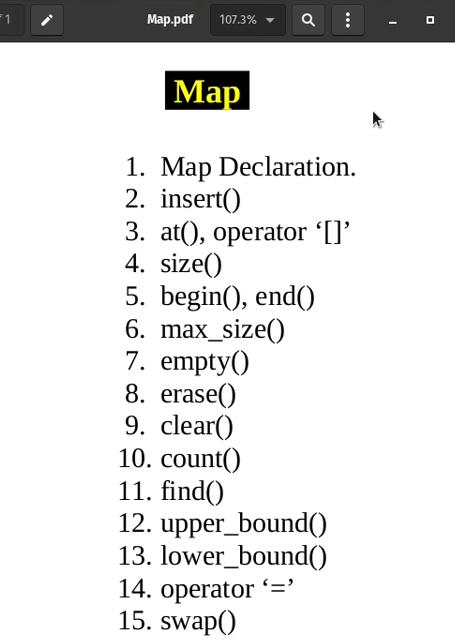 1
Map.pdf
107.3%
Map
1. Map Declaration.
2. insert()
3. at(), operator ‘[]’
4. size()
5. begin(), end()
6. max_size()
7. empty()
8. erase()
9. clear()
10. count()
11. find()
12. upper_bound()
13. lower_bound()
14. operator ‘=’
15. swap()